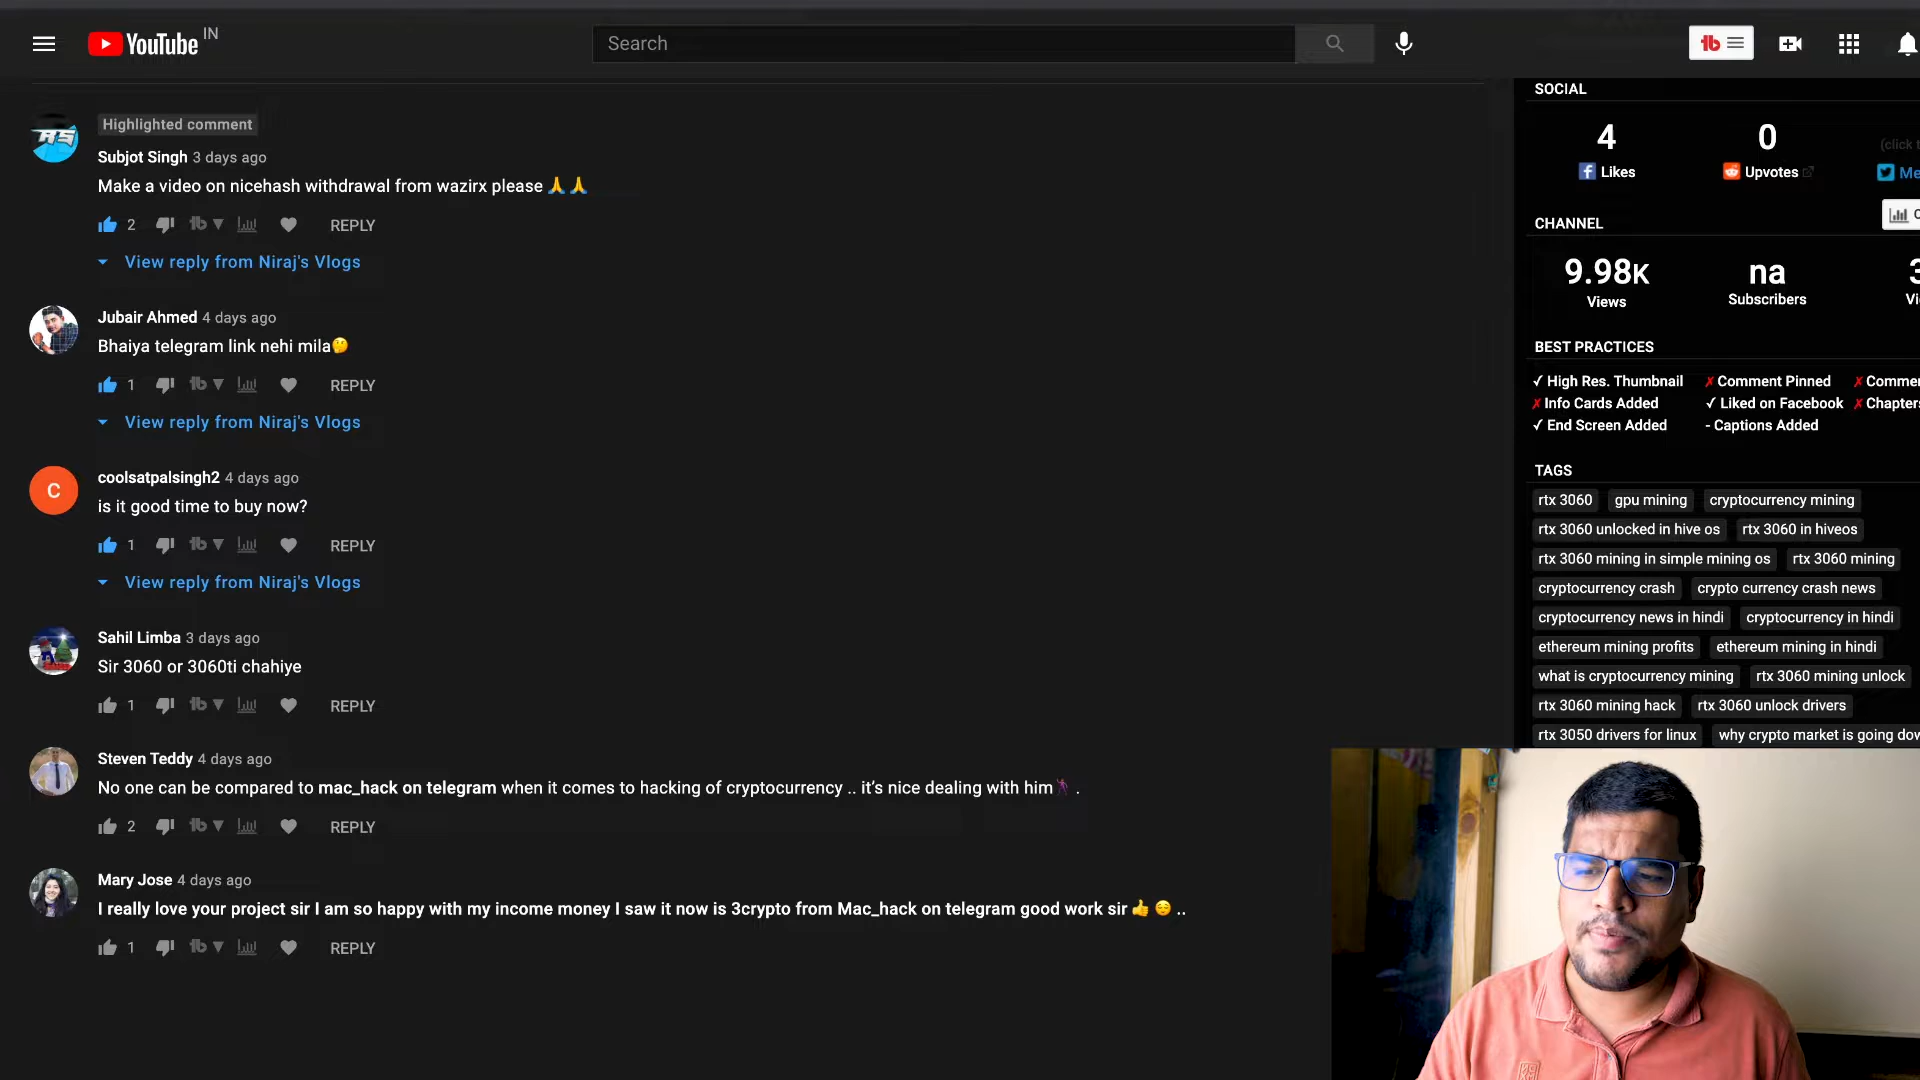 YouTube IN
Search
Highlighted comment
Subjot Singh 3 days ago
Make a video on nicehash withdrawal from wazirx please 🙏 🙏
2 REPLY
View reply from Niraj's Vlogs
Jubair Ahmed 4 days ago
Bhaiya telegram link nehi mila🤔
1 REPLY
View reply from Niraj's Vlogs
C
coolsatpalsingh2 4 days ago
is it good time to buy now?
1 REPLY
View reply from Niraj's Vlogs
Sahil Limba 3 days ago
Sir 3060 or 3060ti chahiye
1 REPLY
Steven Teddy 4 days ago
No one can be compared to mac_hack on telegram when it comes to hacking of cryptocurrency .. it’s nice dealing with him .
2 REPLY
Mary Jose 4 days ago
I really love your project sir I am so happy with my income money I saw it now is 3crypto from Mac_hack on telegram good work sir 👍 😌 ..
1 REPLY
SOCIAL
4 0
(click
Likes Upvotes
CHANNEL
9.98K na
Views Subscribers
BEST PRACTICES
✓ High Res. Thumbnail ✗ Comment Pinned ✗
✗ Info Cards Added ✓ Liked on Facebook ✗ Chapters
✓ End Screen Added - Captions Added
TAGS
rtx 3060 gpu mining cryptocurrency mining
rtx 3060 unlocked in hive os rtx 3060 in hiveos
rtx 3060 mining in simple mining os rtx 3060 mining
cryptocurrency crash crypto currency crash news
cryptocurrency news in hindi cryptocurrency in hindi
ethereum mining profits ethereum mining in hindi
what is cryptocurrency mining rtx 3060 mining unlock
rtx 3060 mining hack rtx 3060 unlock drivers
rtx 3050 drivers for linux why crypto market is going